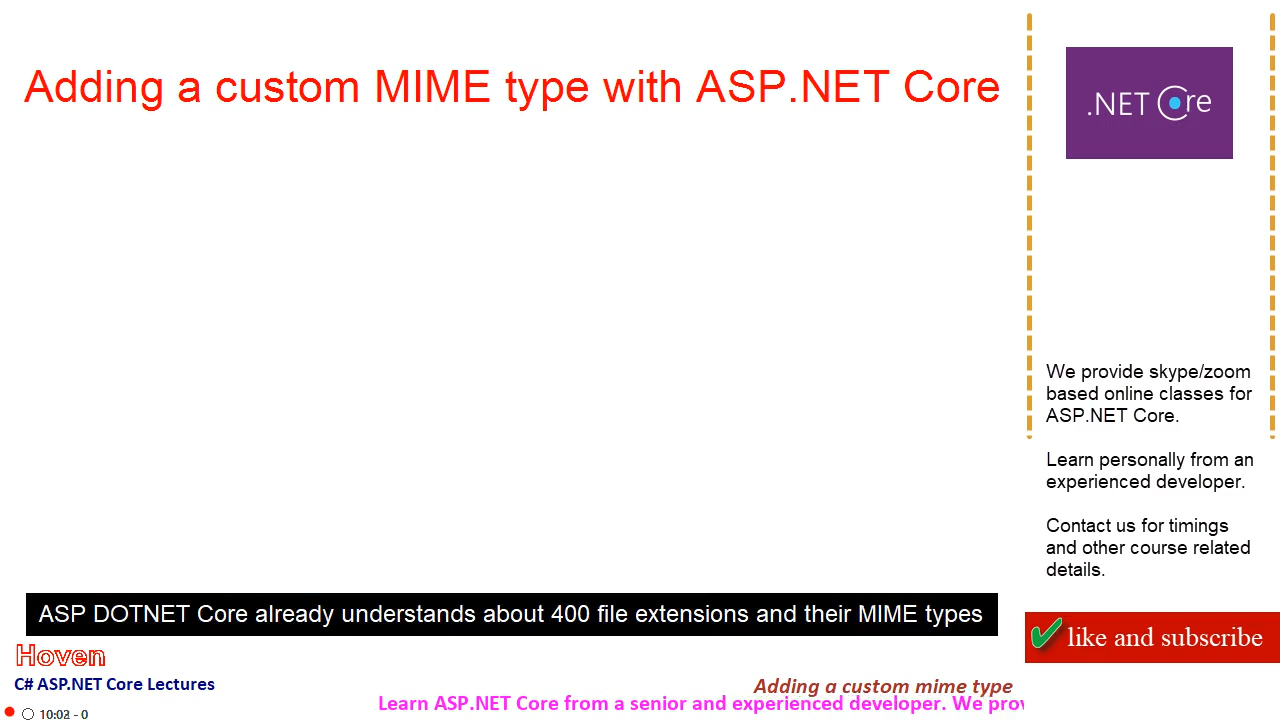 Adding a custom MIME type with ASP.NET Core
.NET Core
We provide skype/zoom
based online classes for
ASP.NET Core.
Learn personally from an
experienced developer.
Contact us for timings
and other course related
details.
ASP DOTNET Core already understands about 400 file extensions and their MIME types
like and subscribe
Hoven
C# ASP.NET Core Lectures
Adding a custom mime type
Learn ASP.NET Core from a senior and experienced developer. We prov